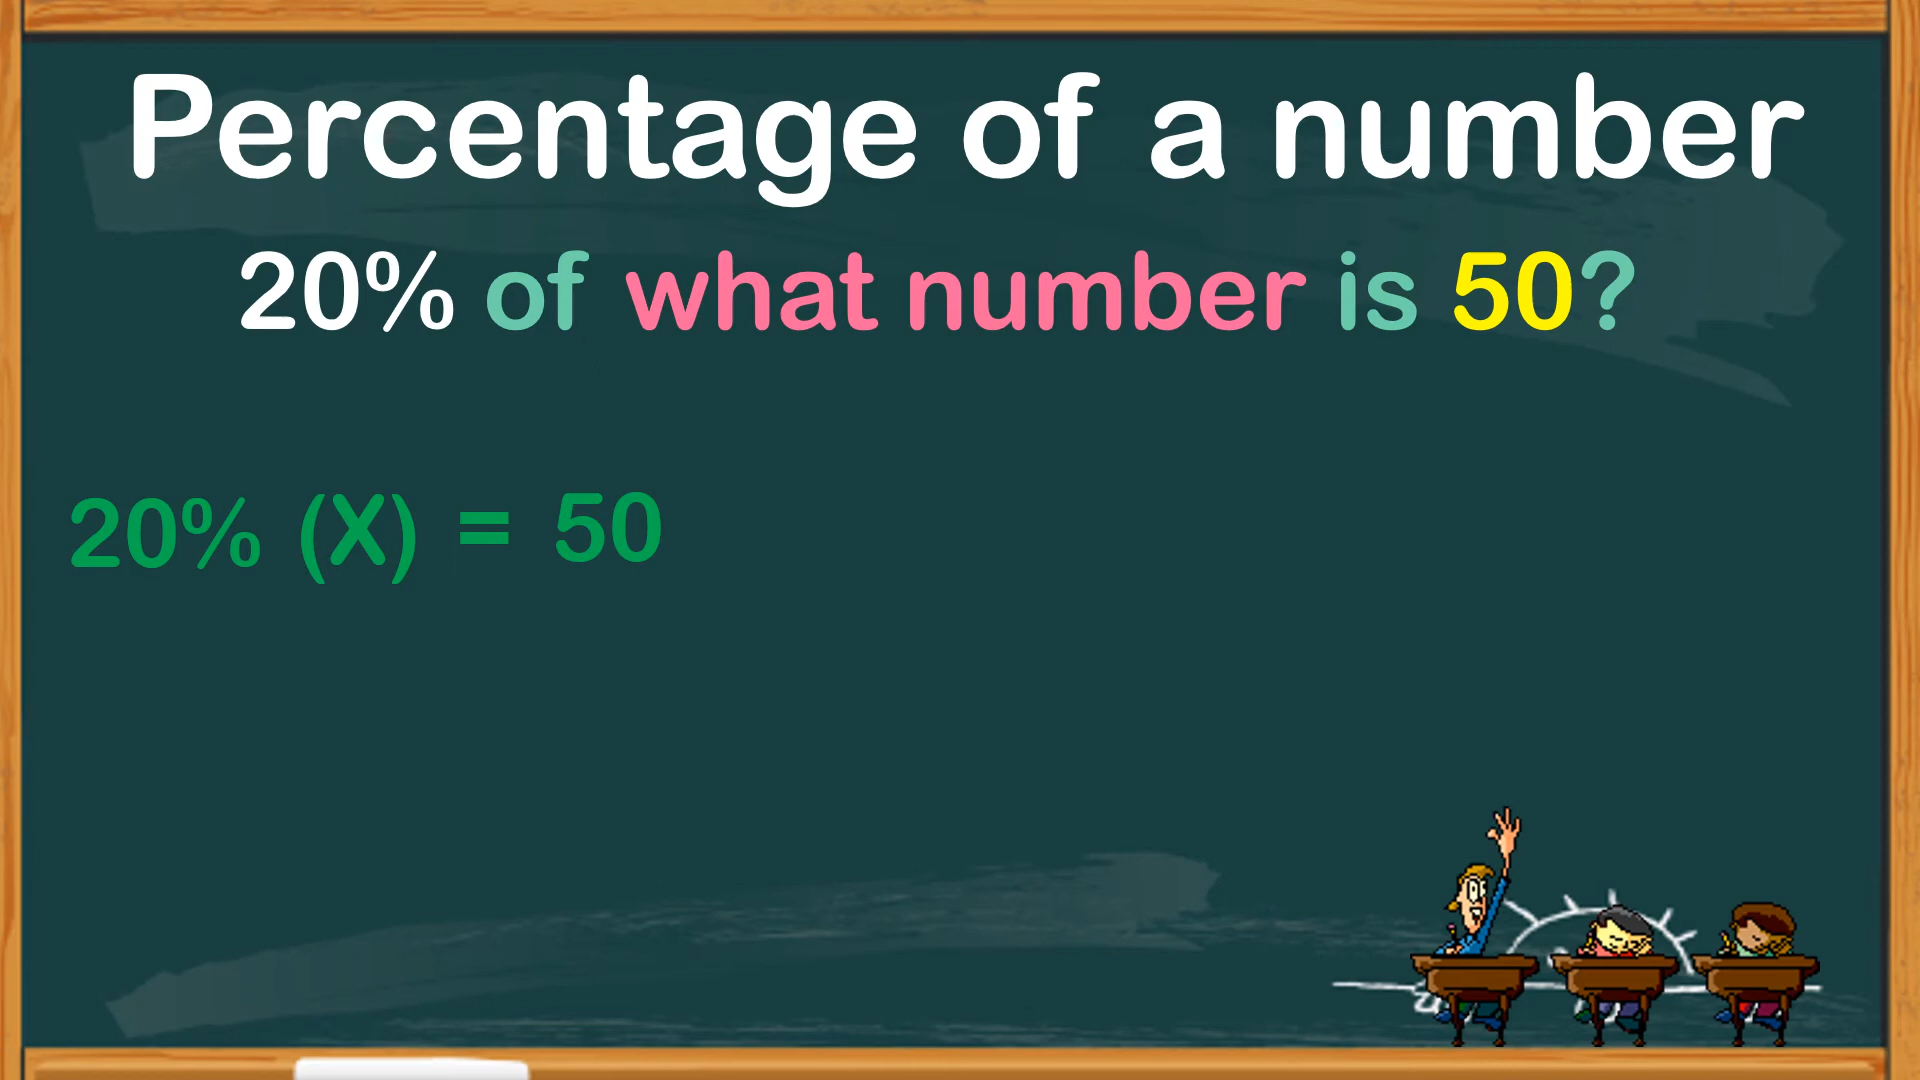 Percentage of a number
20% of what number is 50?
20% (X) = 50